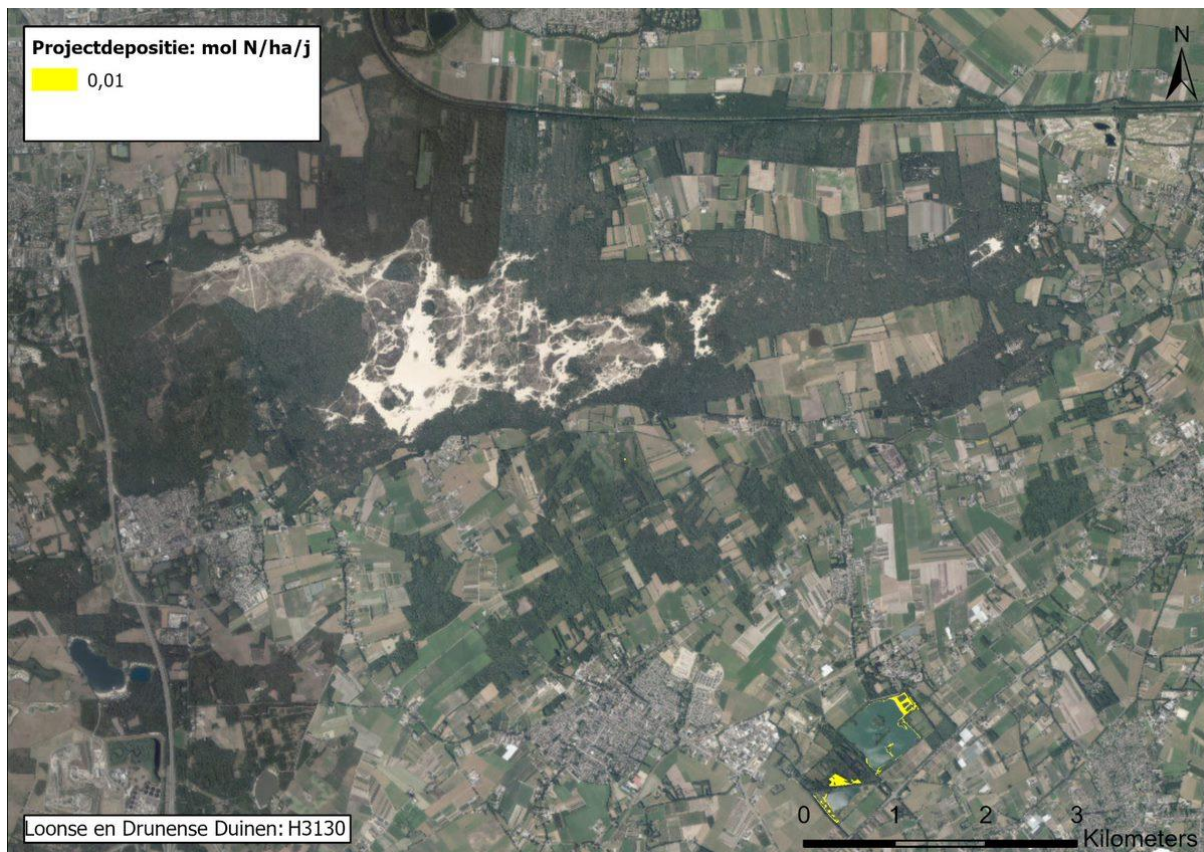 Projectdepositie: mol N/ha/j
0,01
N
0 1 2 3
Kilometers
Loonse en Drunense Duinen: H3130